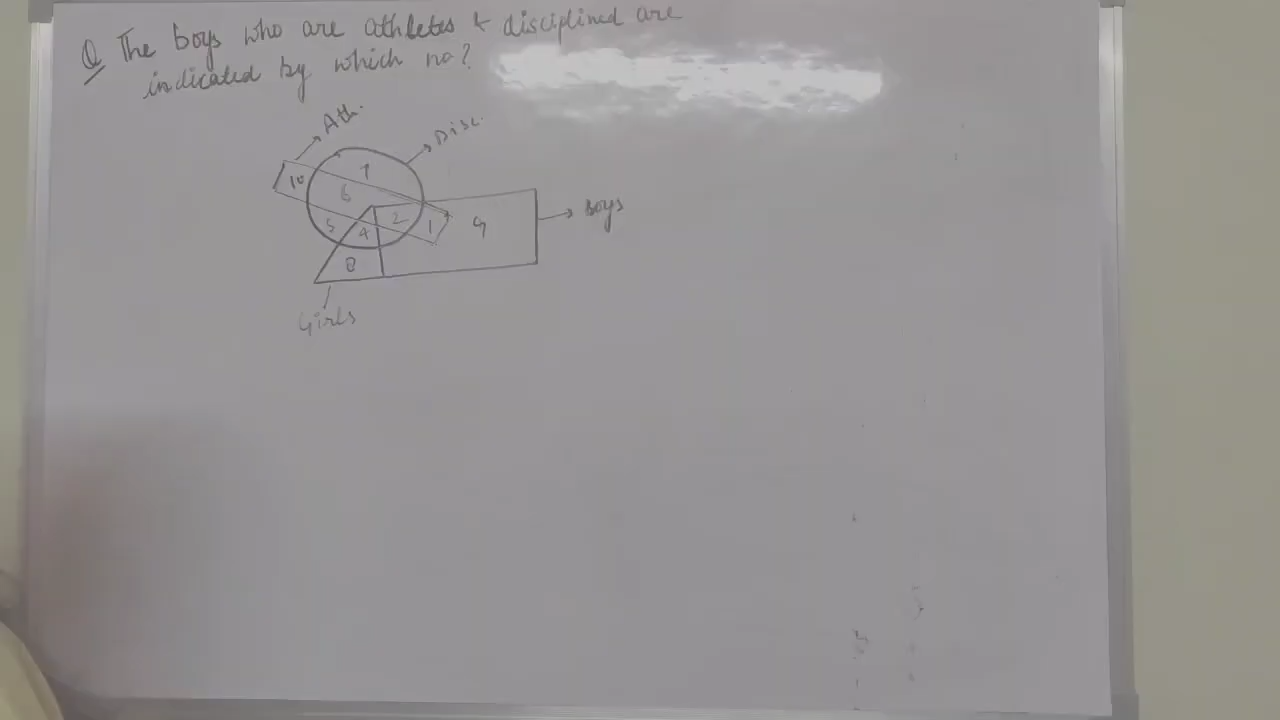 Q The boys who are athletes & disciplined are
indicated by which no?
Ath.
Disc.
10
7
6
5
4
2
1
9
Boys
8
Girls